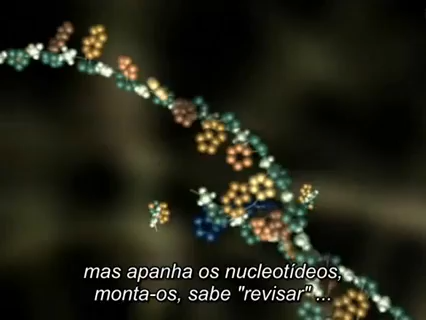 mas apanha os nucleotídeos,
monta-os, sabe "revisar"...